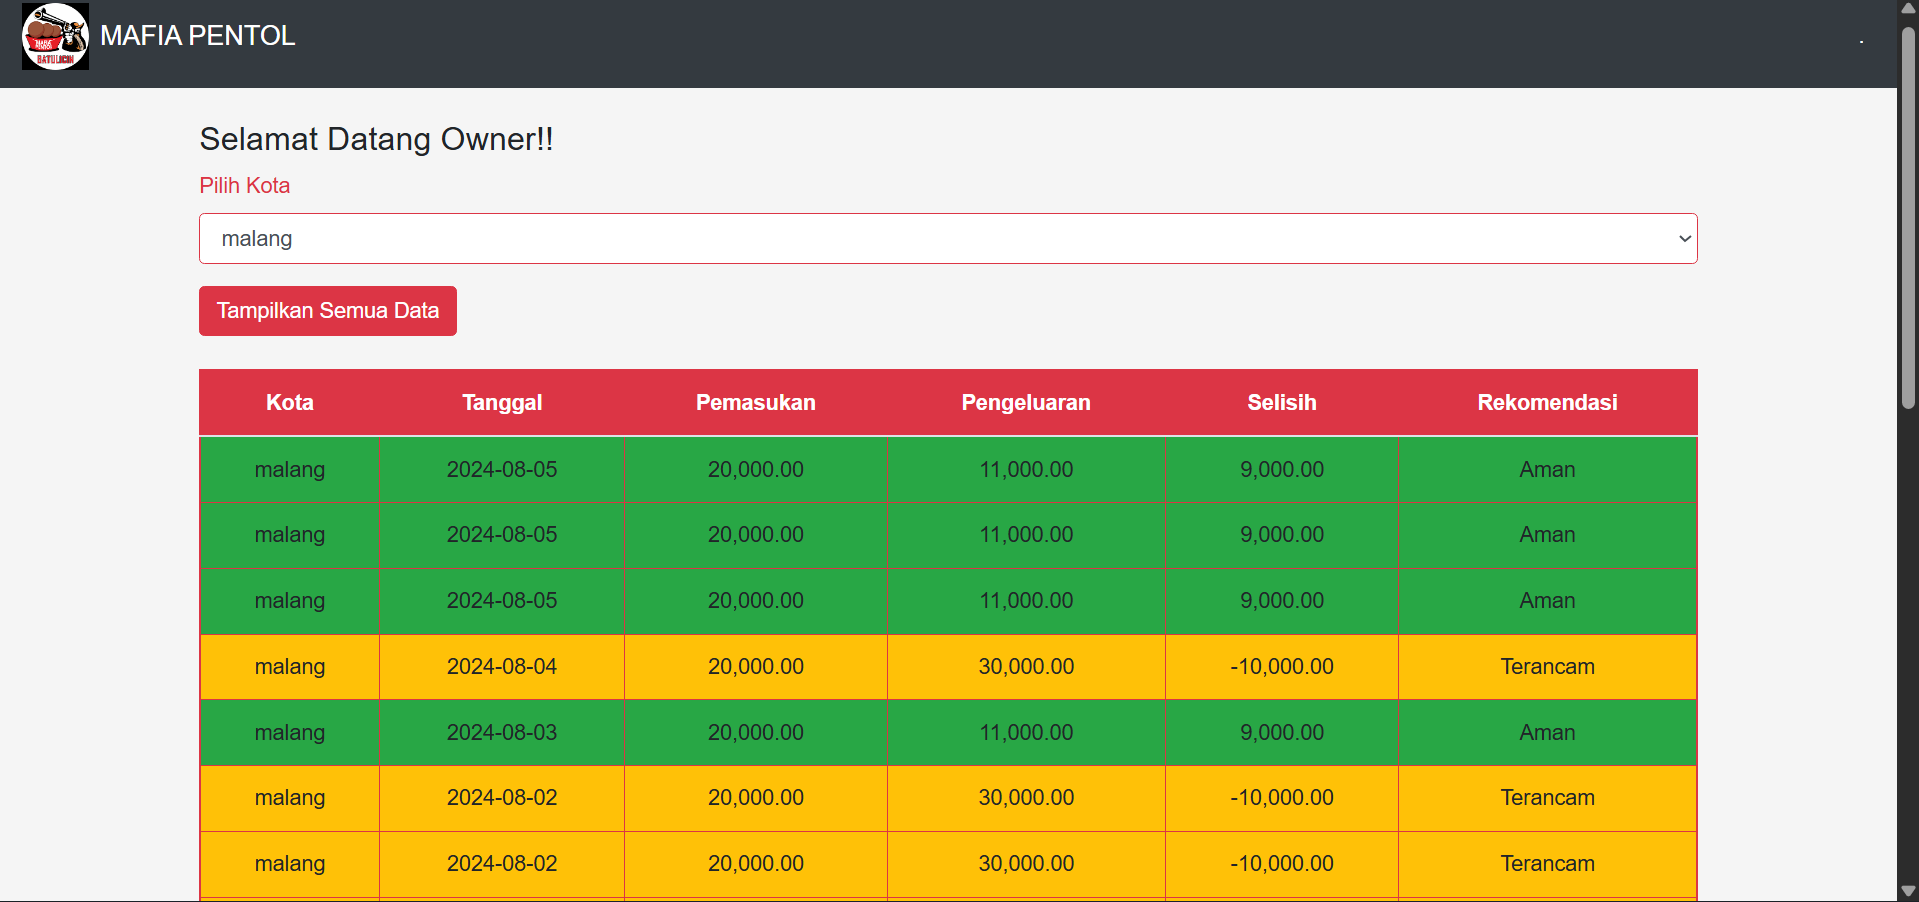 MAFIA PENTOL
BATULICIN
Selamat Datang Owner!!
Pilih Kota
malang
Tampilkan Semua Data
Kota Tanggal Pemasukan Pengeluaran Selisih Rekomendasi
malang 2024-08-05 20,000.00 11,000.00 9,000.00 Aman
malang 2024-08-05 20,000.00 11,000.00 9,000.00 Aman
malang 2024-08-05 20,000.00 11,000.00 9,000.00 Aman
malang 2024-08-04 20,000.00 30,000.00 -10,000.00 Terancam
malang 2024-08-03 20,000.00 11,000.00 9,000.00 Aman
malang 2024-08-02 20,000.00 30,000.00 -10,000.00 Terancam
malang 2024-08-02 20,000.00 30,000.00 -10,000.00 Terancam